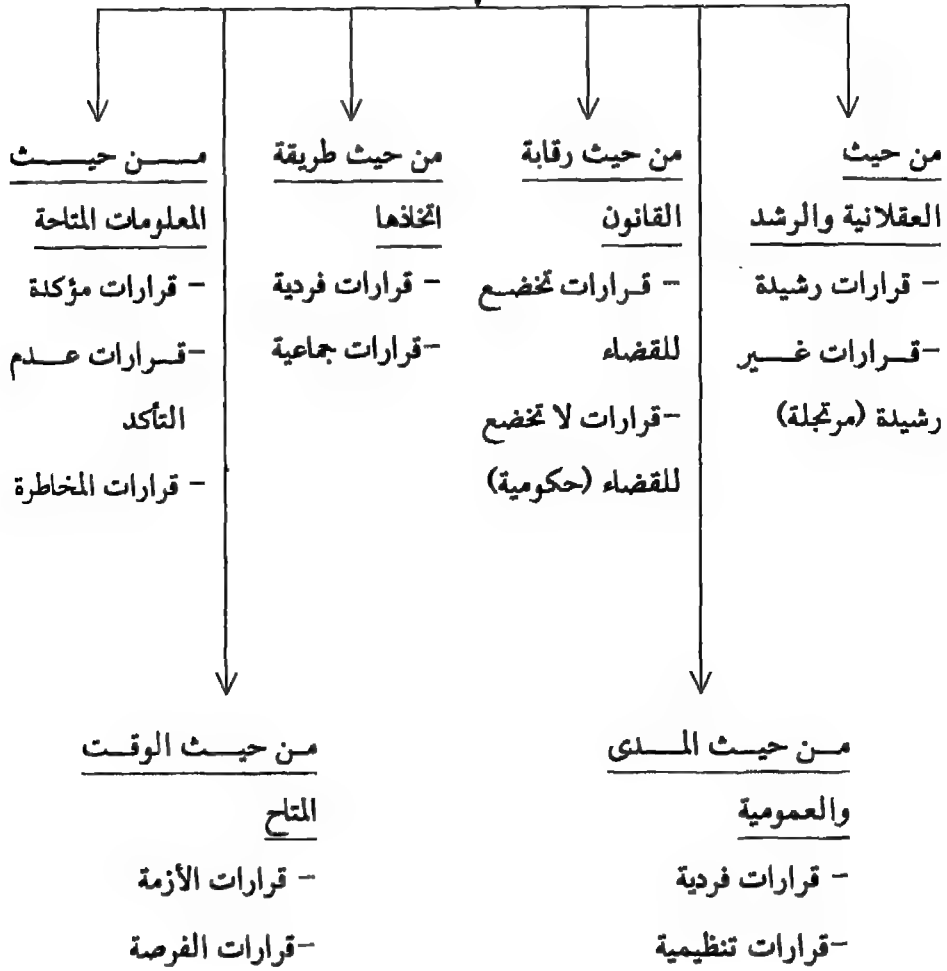 من حيث
العقلانية والرشد
- قرارات رشيدة
-قرارات غير
رشيدة (مرتجلة)
من حيث رقابة
القانون
- قرارات تخضع
للقضاء
-قرارات لا تخضع
للقضاء (حكومية)
من حيث طريقة
اتخاذها
- قرارات فردية
-قرارات جماعية
من حيث
المعلومات المتاحة
- قرارات مؤكدة
-قرارات عدم
التأكد
- قرارات المخاطرة
من حيث المدى
والعمومية
- قرارات فردية
-قرارات تنظيمية
من حيث الوقت
المتاح
- قرارات الأزمة
-قرارات الفرصة